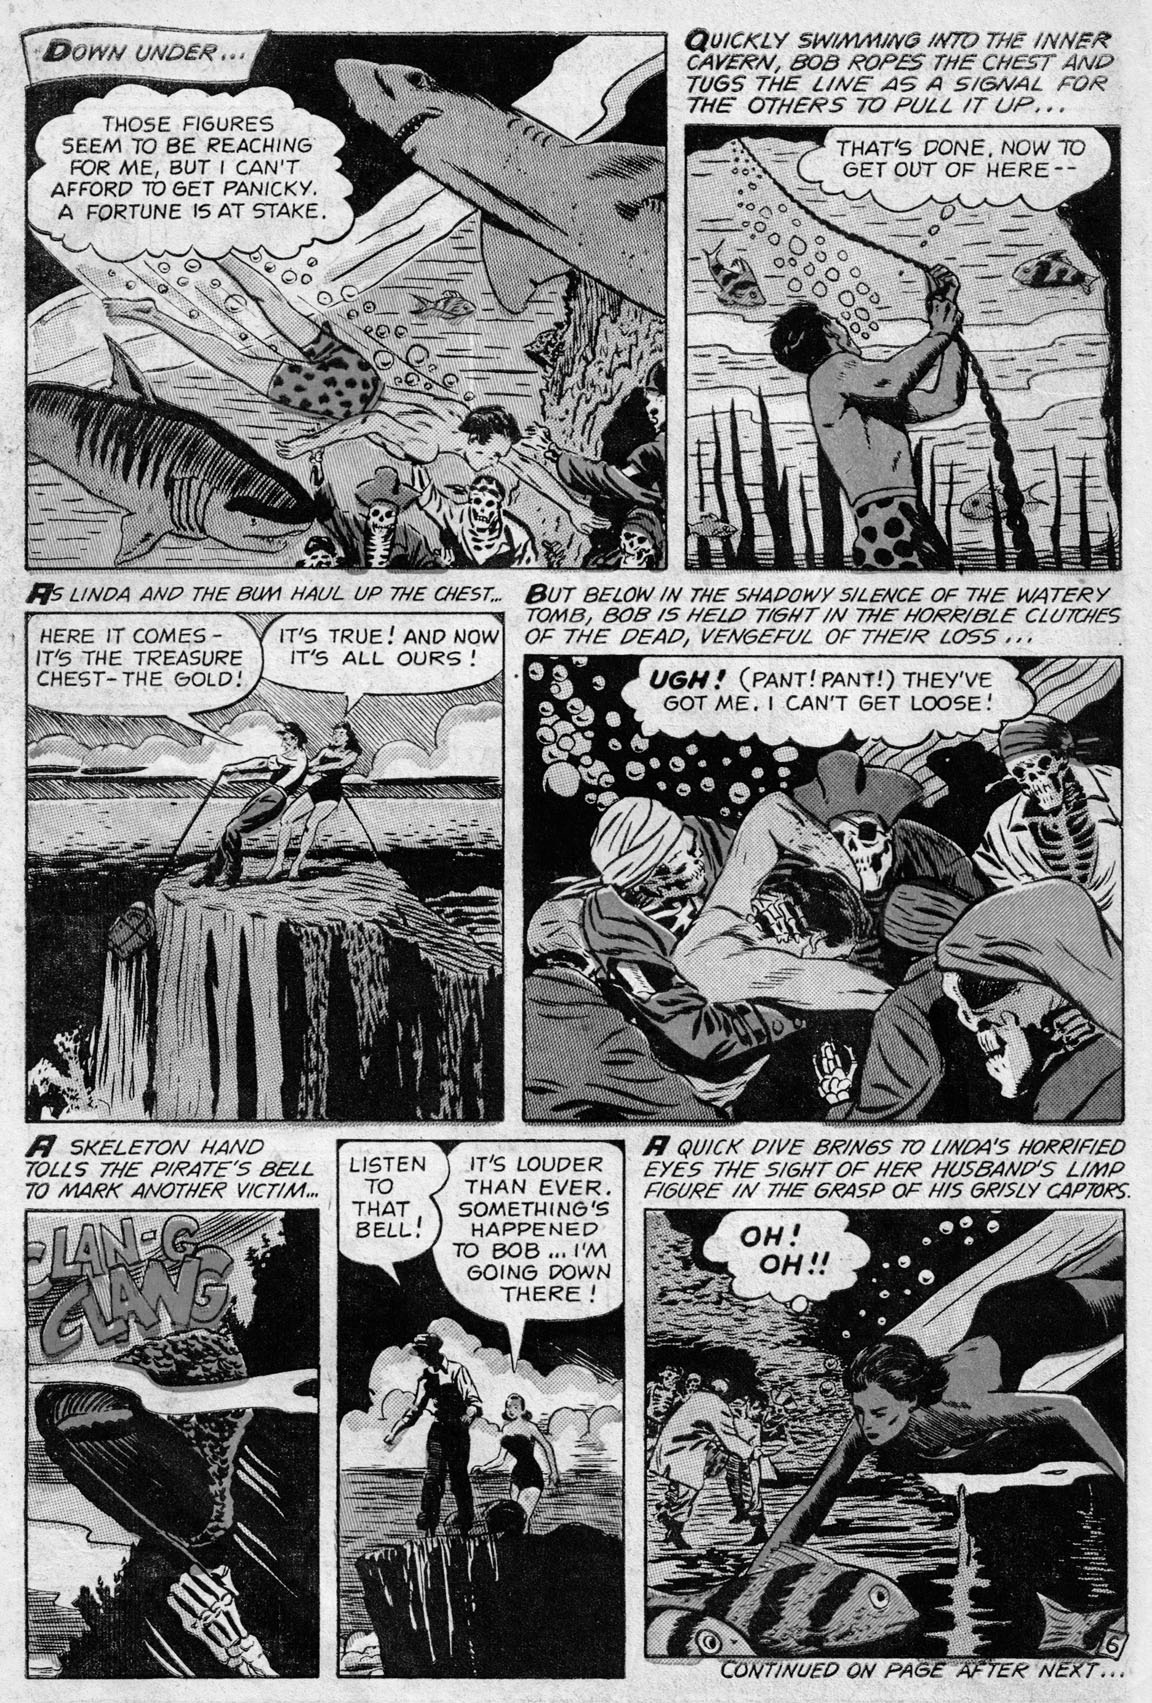 DOWN UNDER...
THOSE FIGURES
SEEM TO BE REACHING
FOR ME, BUT I CAN'T
AFFORD TO GET PANICKY.
A FORTUNE IS AT STAKE.
QUICKLY SWIMMING INTO THE INNER
CAVERN, BOB ROPES THE CHEST AND
TUGS THE LINE AS A SIGNAL FOR
THE OTHERS TO PULL IT UP...
THAT'S DONE, NOW TO
GET OUT OF HERE--
AS LINDA AND THE BUM HAUL UP THE CHEST...
HERE IT COMES-
IT'S THE TREASURE
CHEST-THE GOLD!
IT'S TRUE! AND NOW
IT'S ALL OURS!
BUT BELOW IN THE SHADOWY SILENCE OF THE WATERY
TOMB, BOB IS HELD TIGHT IN THE HORRIBLE CLUTCHES
OF THE DEAD, VENGEFUL OF THEIR LOSS...
UGH! (PANT! PANT!) THEY'VE
GOT ME. I CAN'T GET LOOSE!
A SKELETON HAND
TOLLS THE PIRATE'S BELL
TO MARK ANOTHER VICTIM...
CLAN-G
CLANG
LISTEN
TO
THAT
BELL!
IT'S LOUDER
THAN EVER.
SOMETHING'S
HAPPENED
TO BOB... I'M
GOING DOWN
THERE!
A QUICK DIVE BRINGS TO LINDA'S HORRIFIED
EYES THE SIGHT OF HER HUSBAND'S LIMP
FIGURE IN THE GRASP OF HIS GRISLY CAPTORS.
OH!
OH!!
6
CONTINUED ON PAGE AFTER NEXT...